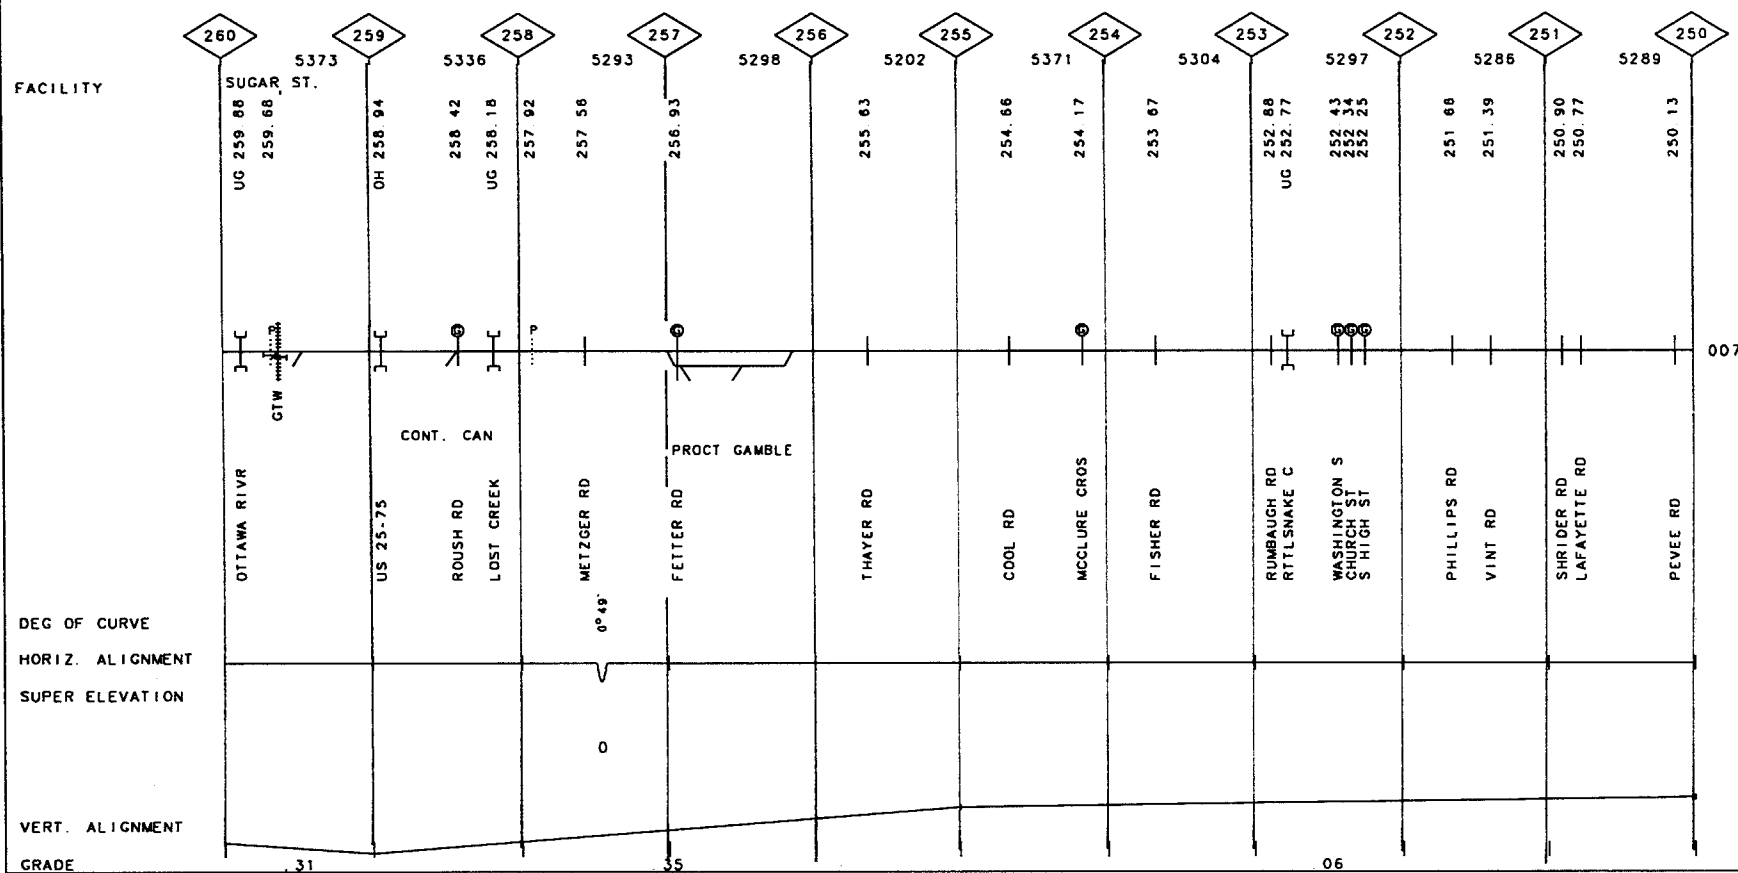 260 259 258 257 256 255 254 253 252 251 250
5373 5336 5293 5298 5202 5371 5304 5297 5286 5289
FACILITY
SUGAR ST.
UG 259 88
259.68
OH 258.94
258 42
UG 258.18
257.92
257 56
256.93
255 63
254.66
254.17
253.67
252.88
UG 252.77
252 43
252 34
252 25
251 68
251.39
250.90
250.77
250.13
P
G
P
G
G
G G G
007
GTW
CONT. CAN
PROCT GAMBLE
OTTAWA RIVR
US 25-75
ROUSH RD
LOST CREEK
METZGER RD
FETTER RD
THAYER RD
COOL RD
MCCLURE CROS
FISHER RD
RUMBAUGH RD
RTTLSNAKE C
WASHINGTON S
CHURCH ST
S HIGH ST
PHILLIPS RD
VINT RD
SHRIDER RD
LAFAYETTE RD
PEVEE RD
DEG OF CURVE
0°49'
HORIZ. ALIGNMENT
SUPER ELEVATION
0
VERT. ALIGNMENT
GRADE .31 .35 06